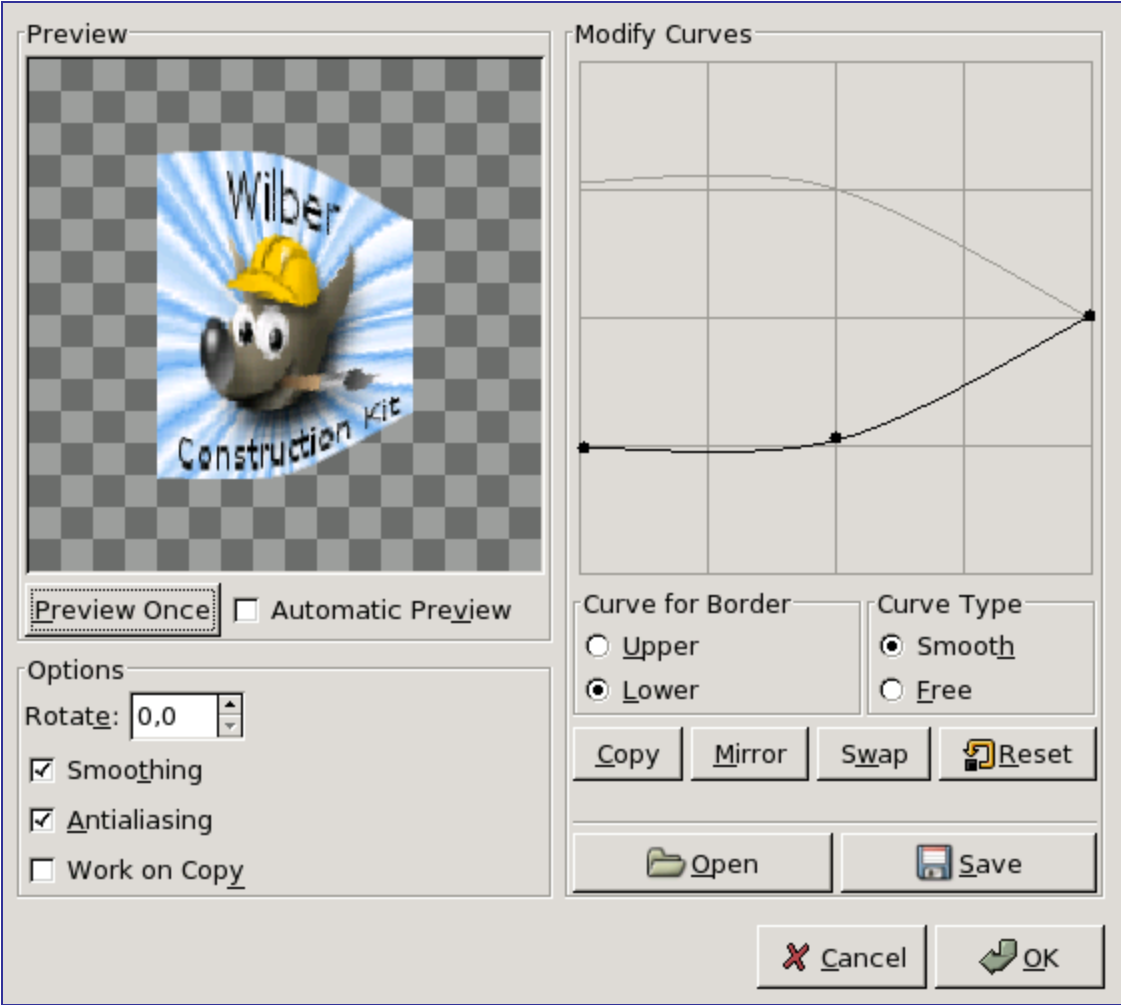 Preview
Wilber
Construction Kit
Preview Once
Automatic Preview
Options
Rotate: 0,0
Smoothing
Antialiasing
Work on Copy
Modify Curves
Curve for Border
Upper
Lower
Curve Type
Smooth
Free
Copy Mirror Swap Reset
Open Save
Cancel OK